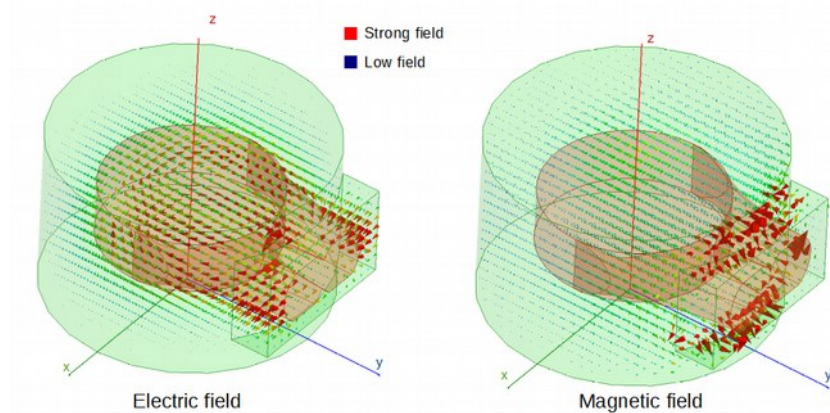 z
Strong field
Low field
z
x
y
x
y
Electric field
Magnetic field